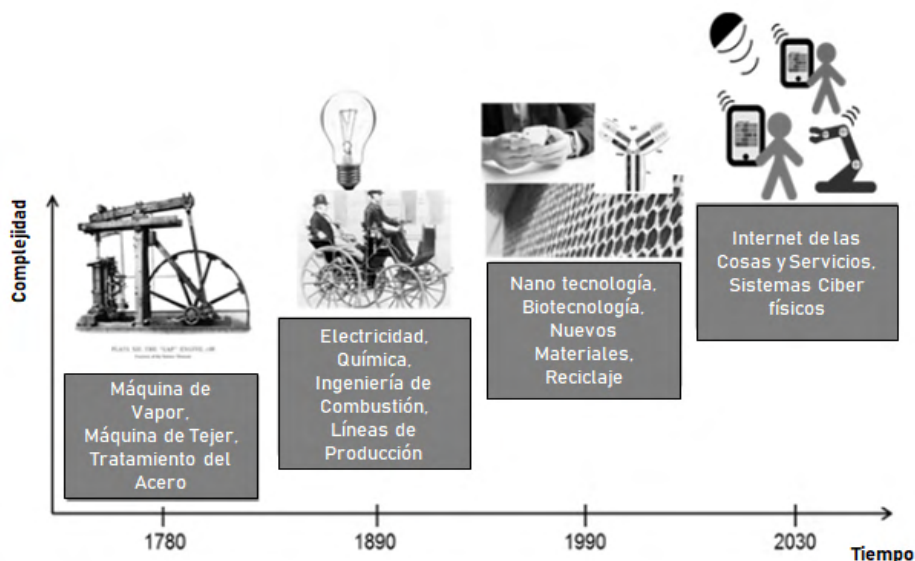 Complejidad
Máquina de
Vapor,
Máquina de Tejer,
Tratamiento del
Acero
Electricidad,
Química,
Ingeniería de
Combustión,
Líneas de
Producción
Nano tecnología,
Biotecnología,
Nuevos
Materiales,
Reciclaje
Internet de las
Cosas y Servicios,
Sistemas Ciber
físicos
1780
1890
1990
2030
Tiempo